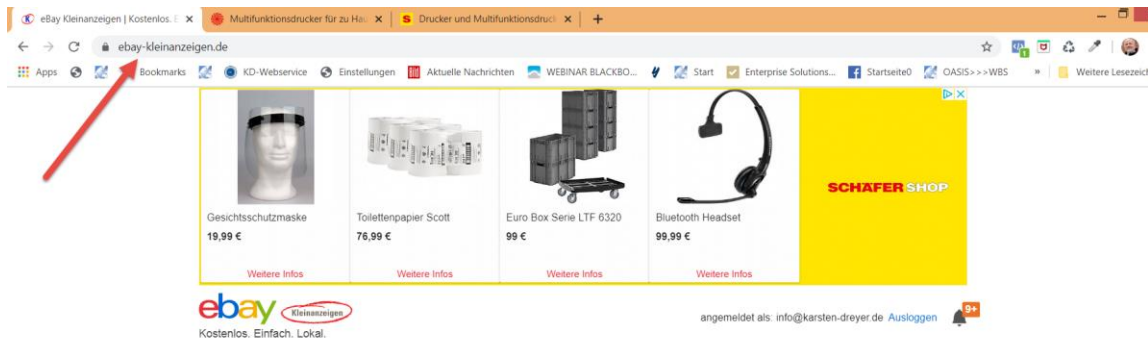 eBay Kleinanzeigen | Kostenlos. E
Multifunktionsdrucker für zu Hau
Drucker und Multifunktionsdruck
ebay-kleinanzeigen.de
Apps
Bookmarks
KD-Webservice
Einstellungen
Aktuelle Nachrichten
WEBINAR BLACKBO...
Start
Enterprise Solutions...
Startseite0
OASIS>>>WBS
»
Weitere Lesezeich
Gesichtsschutzmaske
19,99 €
Weitere Infos
Toilettenpapier Scott
76,99 €
Weitere Infos
Euro Box Serie LTF 6320
99 €
Weitere Infos
Bluetooth Headset
99,99 €
Weitere Infos
SCHÄFER SHOP
ebay Kleinanzeigen
Kostenlos. Einfach. Lokal.
angemeldet als: info@karsten-dreyer.de Ausloggen
9+